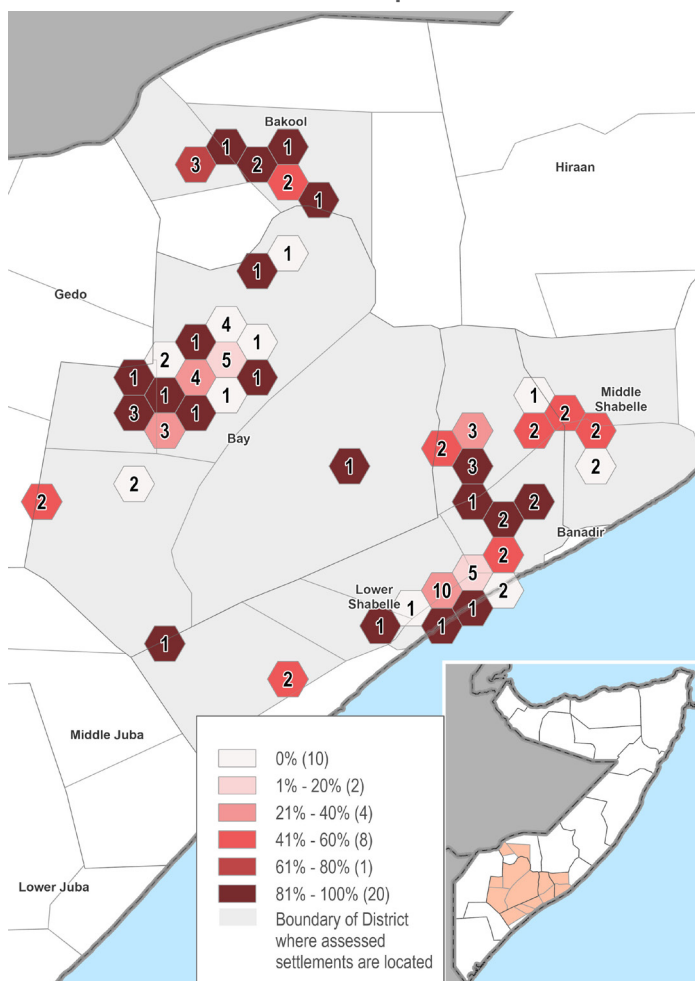 Bakool
1 1
3 2
Hiraan
2
1
1
1
Gedo
4
1 1
2 5
1 4 1
1 1 1
Middle
Shabelle
3 1 2
3 3 2 2
Bay
2
1 3 2
2
2 1 2
2
Banadir
2
5
Lower
Shabelle
10 2
1 1
1 1
1
2
Middle Juba
0% (10)
1% - 20% (2)
21% - 40% (4)
41% - 60% (8)
61% - 80% (1)
Lower Juba
81% - 100% (20)
Boundary of District
where assessed
settlements are located